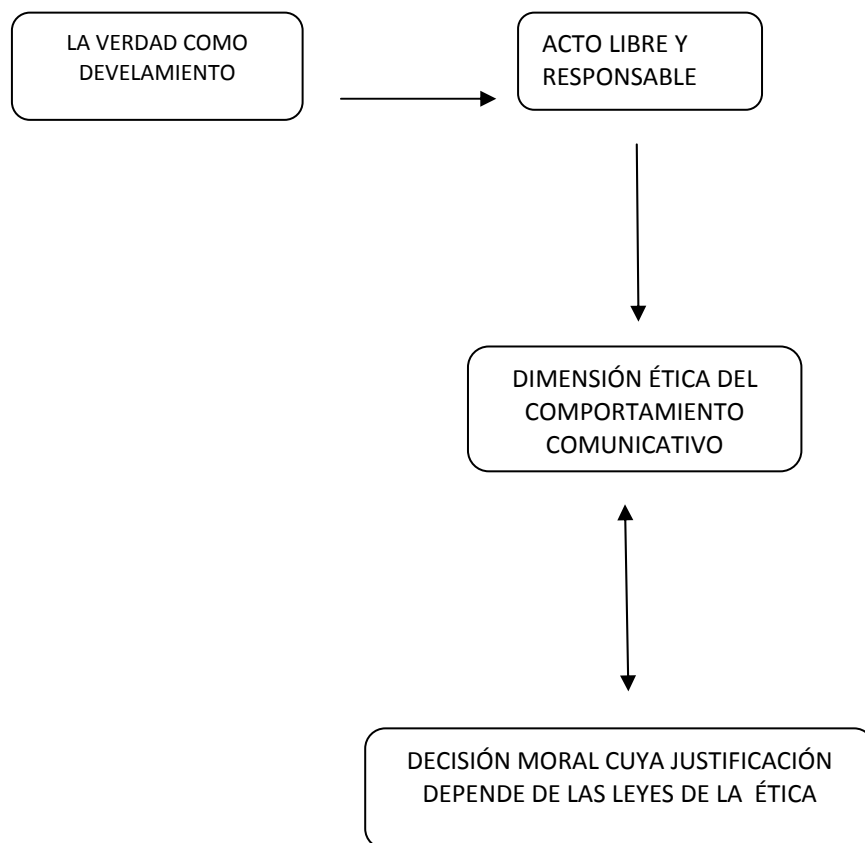 LA VERDAD COMO
DEVELAMIENTO
ACTO LIBRE Y
RESPONSABLE
DIMENSIÓN ÉTICA DEL
COMPORTAMIENTO
COMUNICATIVO
DECISIÓN MORAL CUYA JUSTIFICACIÓN
DEPENDE DE LAS LEYES DE LA ÉTICA